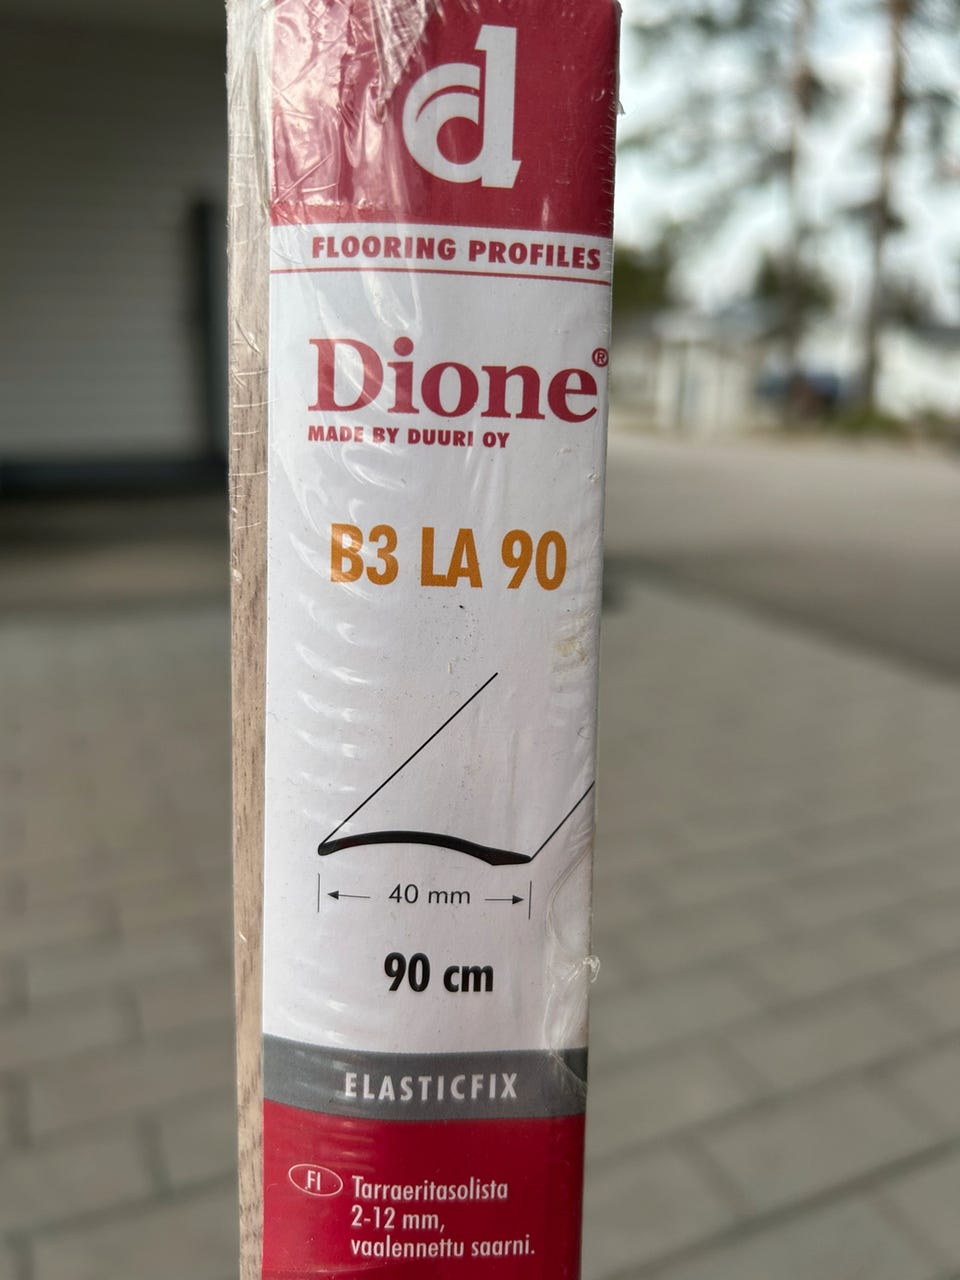 d
FLOORING PROFILES
Dione®
MADE BY DUURI OY
B3 LA 90
40 mm
90 cm
ELASTICFIX
FI Tarraeritasolista
2-12 mm,
vaalennettu saarni.